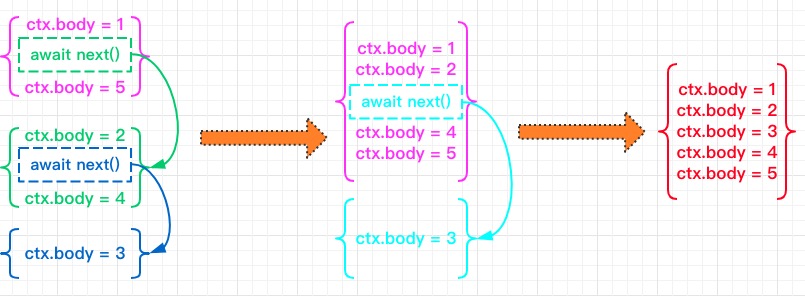 ctx.body = 1
await next()
ctx.body = 5
ctx.body = 2
await next()
ctx.body = 4
ctx.body = 3
ctx.body = 1
ctx.body = 2
await next()
ctx.body = 4
ctx.body = 5
ctx.body = 3
ctx.body = 1
ctx.body = 2
ctx.body = 3
ctx.body = 4
ctx.body = 5